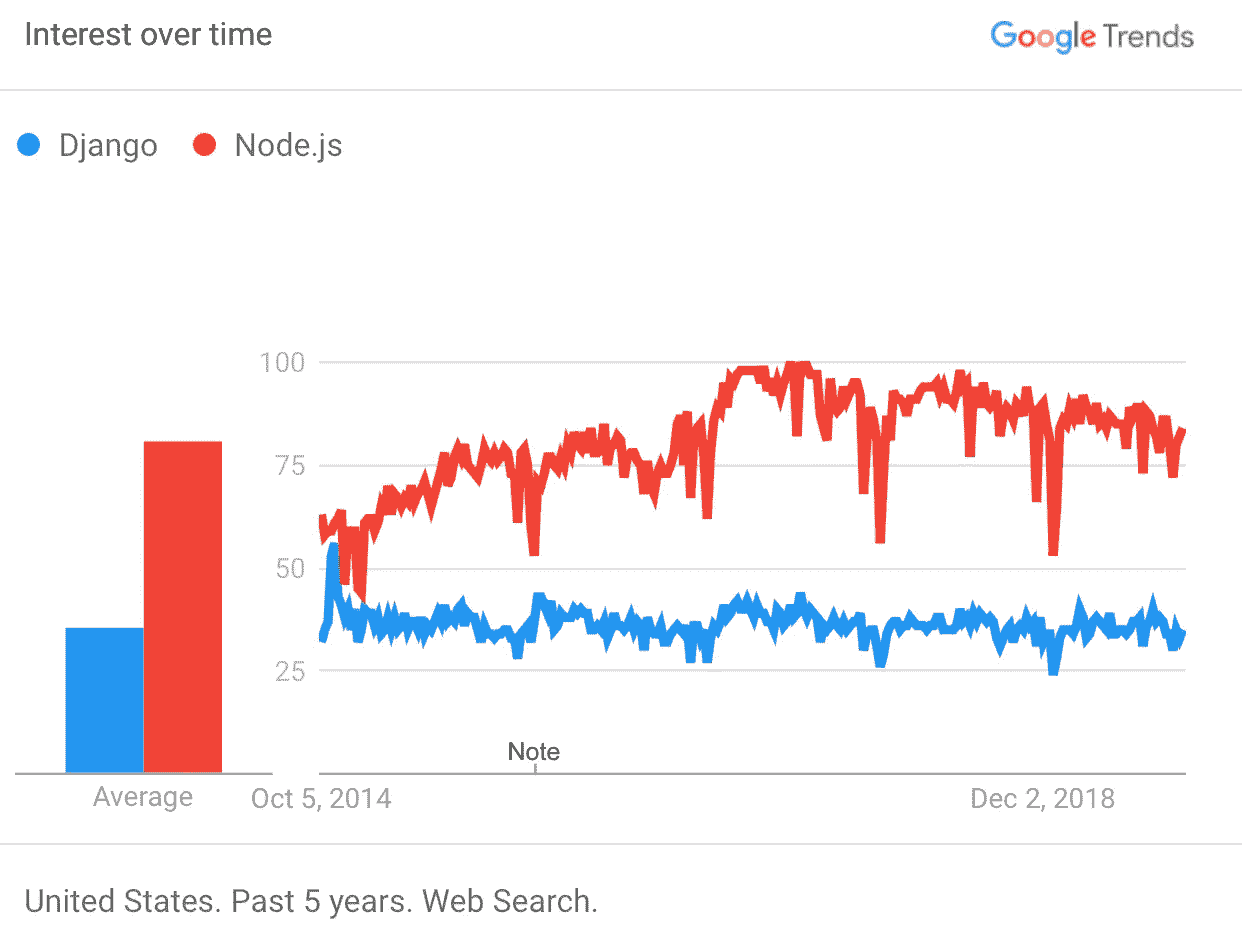 Interest over time
Google Trends
Django
Node.js
100
75
50
25
Note
Average
Oct 5, 2014
Dec 2, 2018
United States. Past 5 years. Web Search.